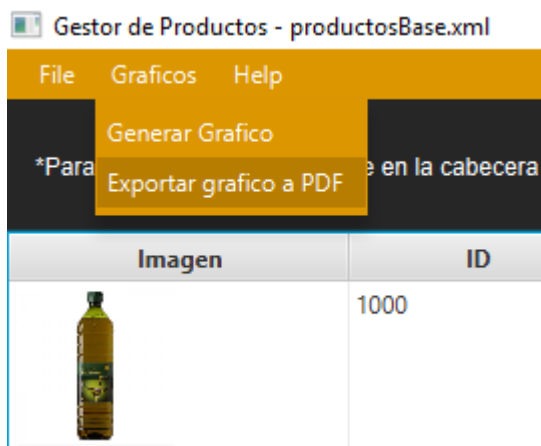 Gestor de Productos - productosBase.xml
File Graficos Help
Generar Grafico
*Para e en la cabecera
Exportar grafico a PDF
Imagen ID
1000